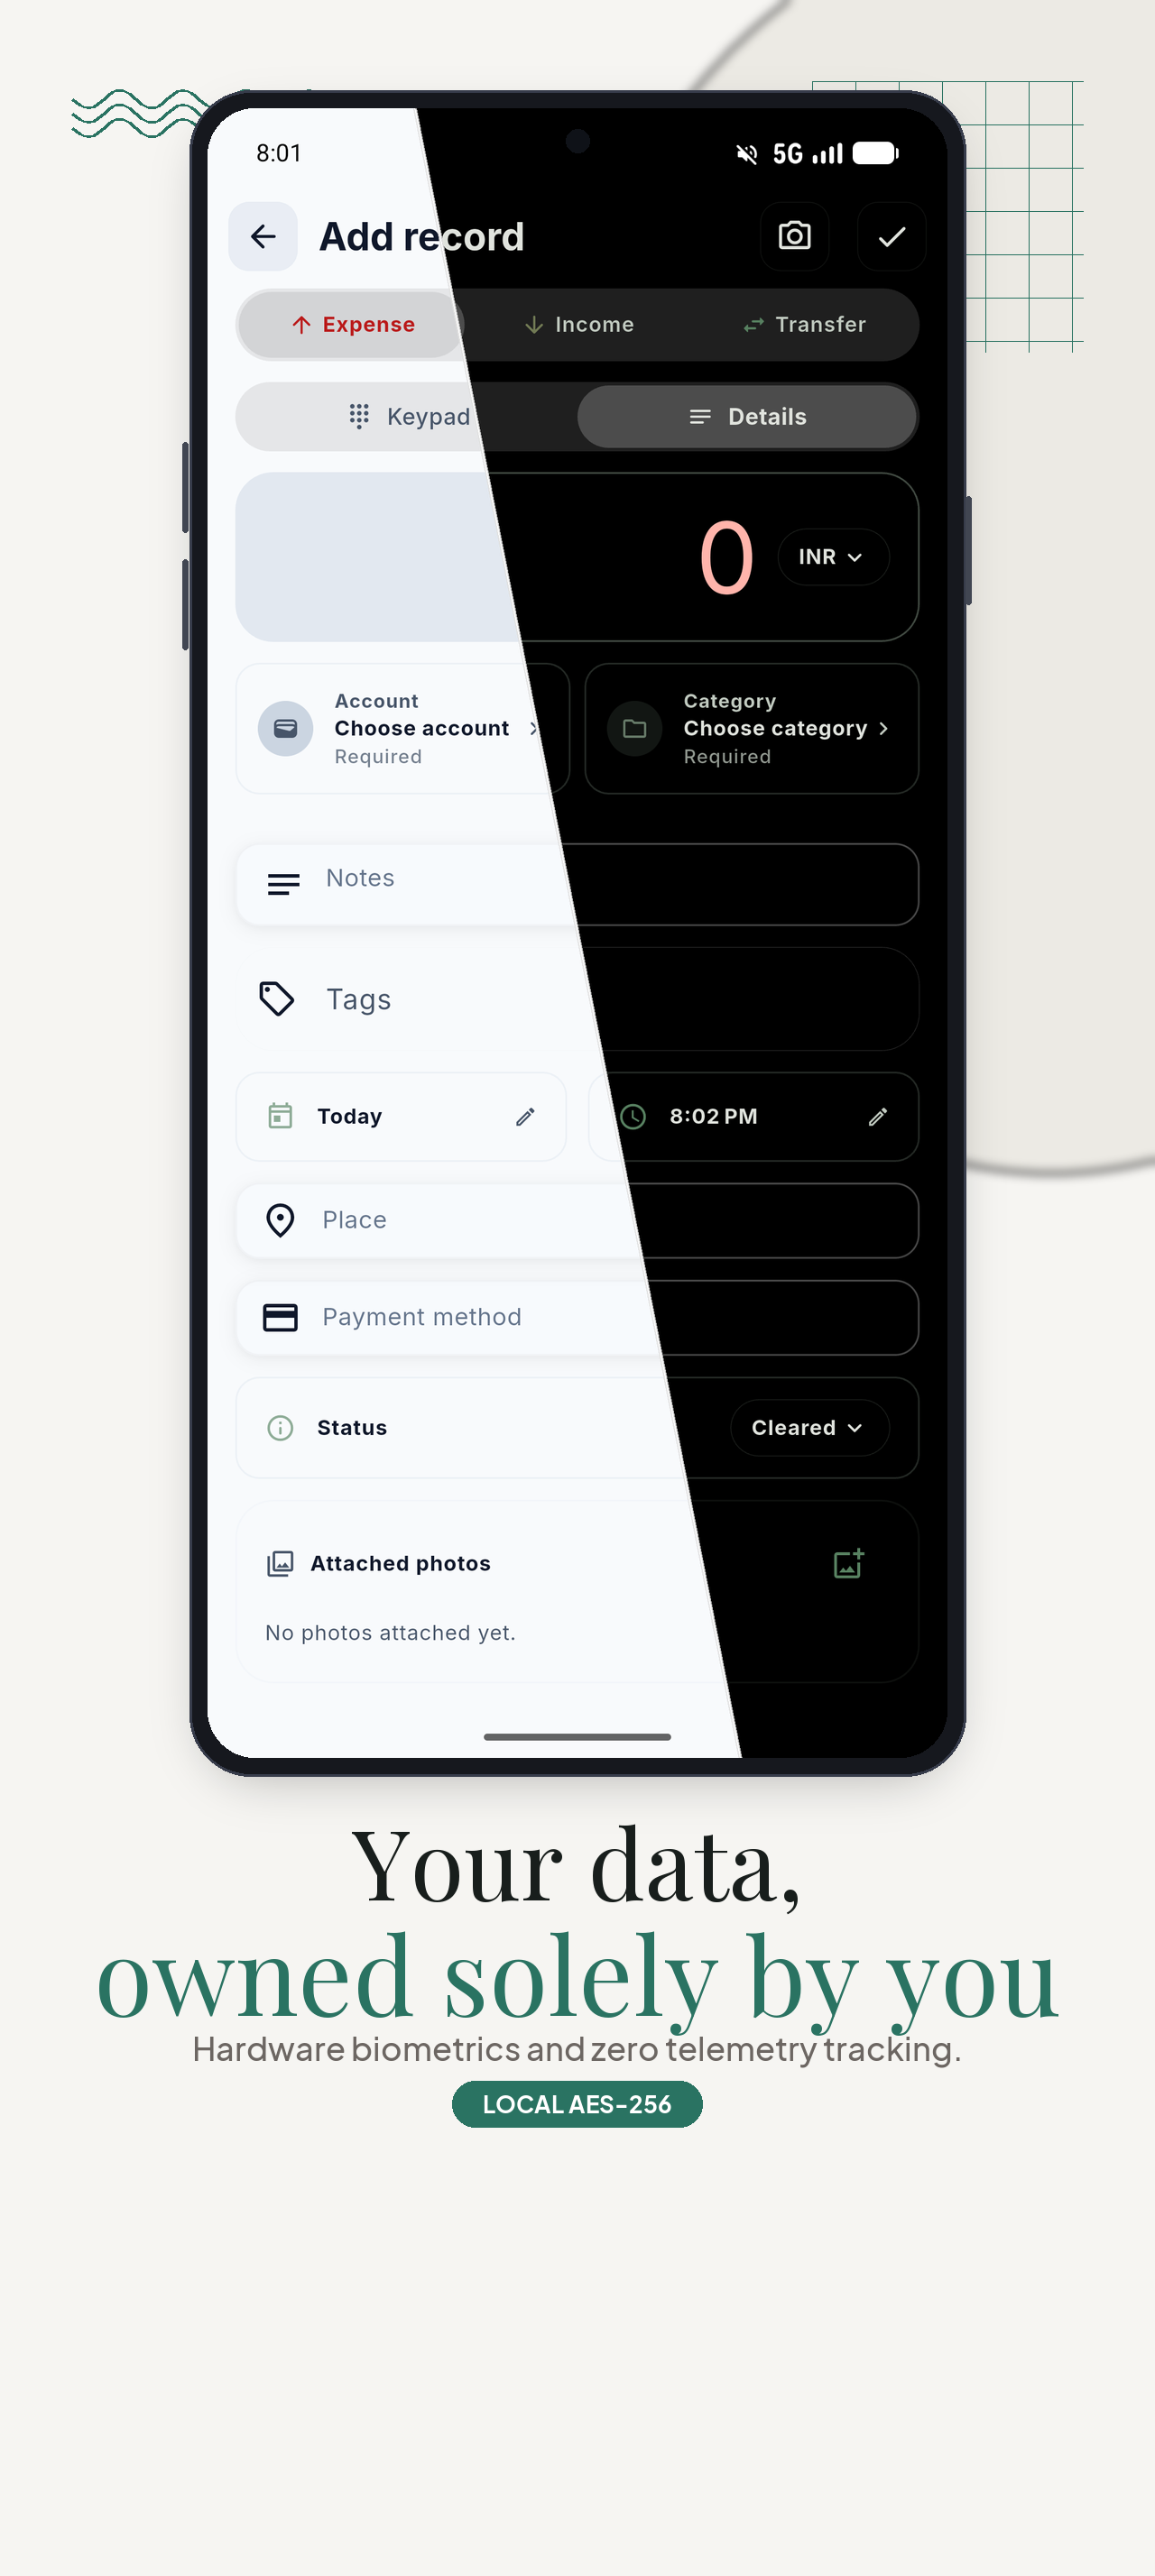 8:01 5G
Add record
Expense Income Transfer
Keypad Details
0 INR
Account Category
Choose account Choose category
Required Required
Notes
Tags
Today 8:02 PM
Place
Payment method
Status Cleared
Attached photos
No photos attached yet.
Your data,
owned solely by you
Hardware biometrics and zero telemetry tracking.
LOCAL AES-256